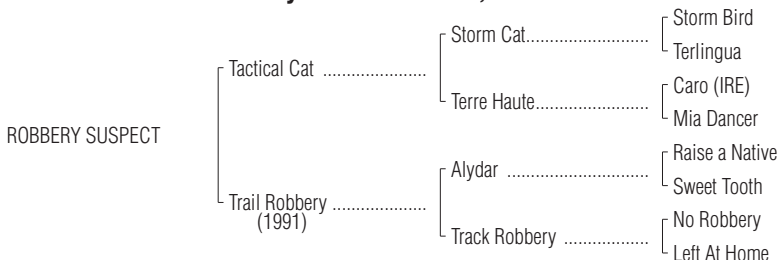 Storm Bird
Storm Cat..............................
Terlingua
Tactical Cat ......................
Caro (IRE)
Terre Haute...........................
Mia Dancer
ROBBERY SUSPECT
Raise a Native
Alydar ...................................
Sweet Tooth
Trail Robbery ....................
(1991)
No Robbery
Track Robbery .....................
Left At Home